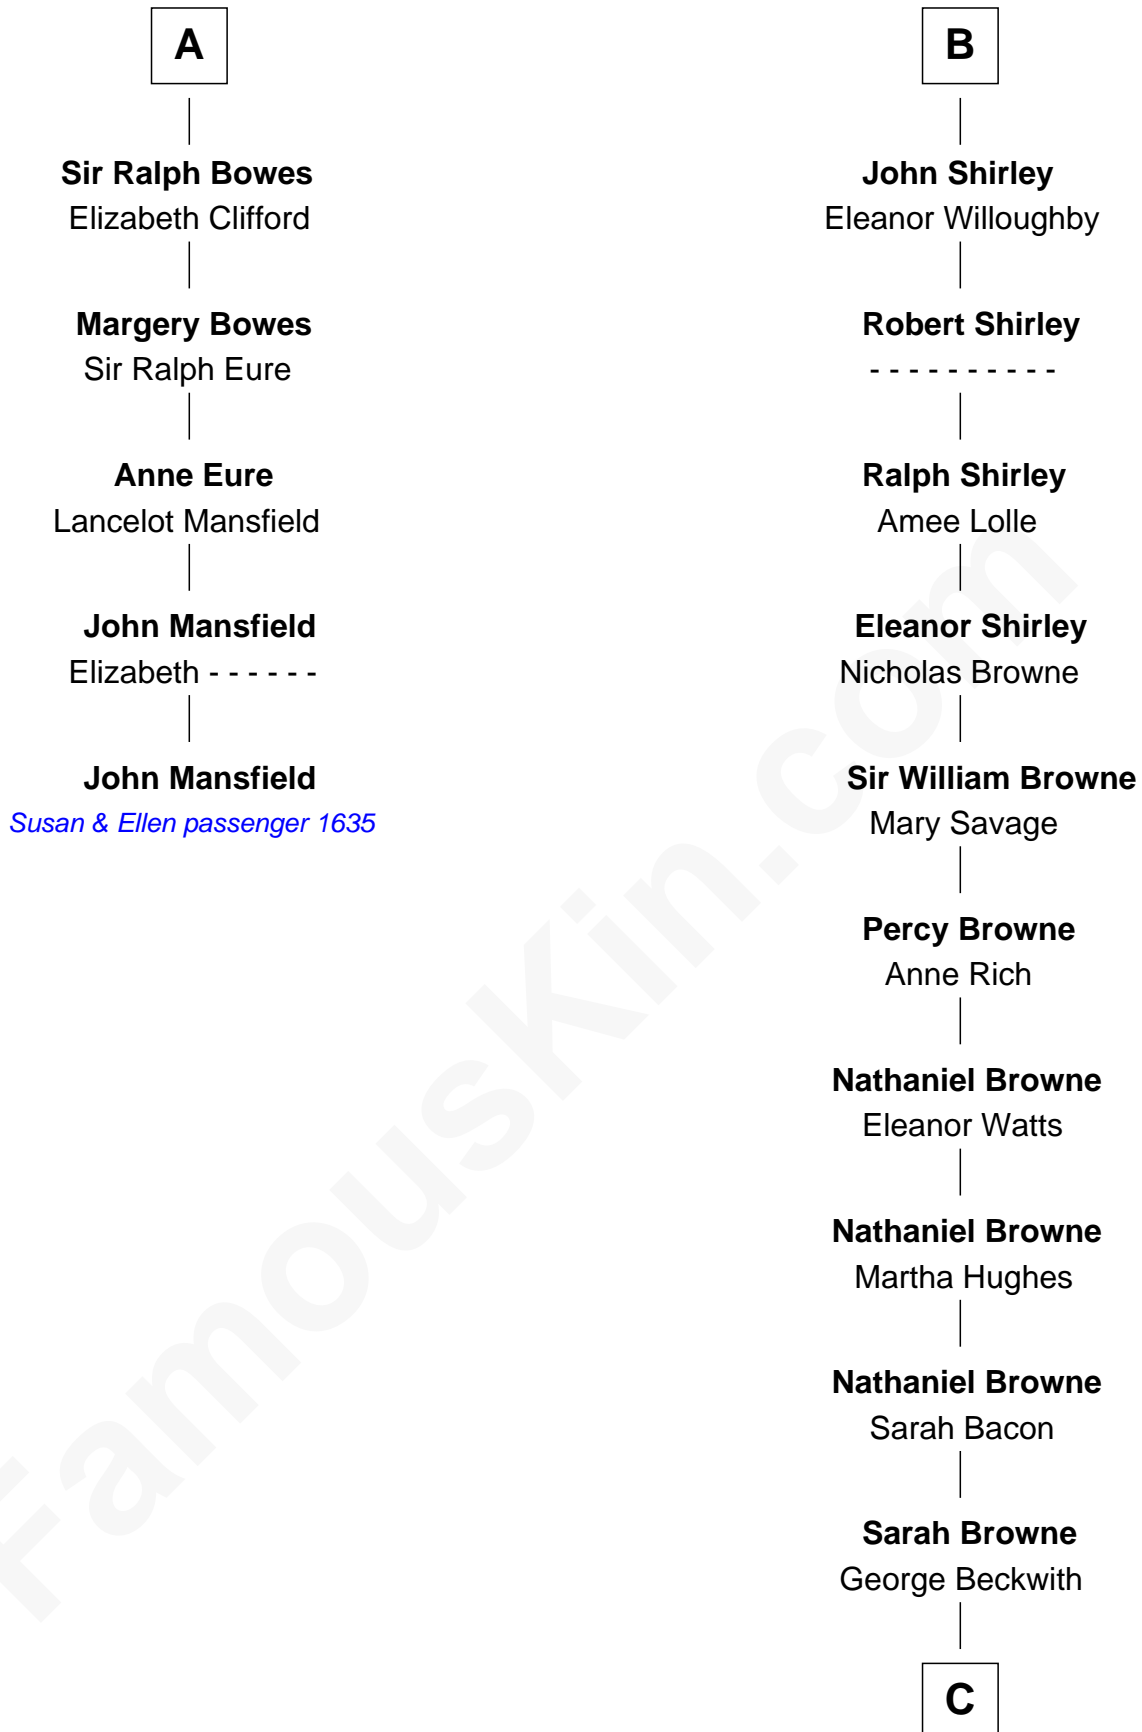 A
Sir Ralph Bowes
Elizabeth Clifford
Margery Bowes
Sir Ralph Eure
Anne Eure
Lancelot Mansfield
John Mansfield
Elizabeth - - - - - -
John Mansfield
Susan & Ellen passenger 1635
B
John Shirley
Eleanor Willoughby
Robert Shirley
- - - - - - - - - -
Ralph Shirley
Amee Lolle
Eleanor Shirley
Nicholas Browne
Sir William Browne
Mary Savage
Percy Browne
Anne Rich
Nathaniel Browne
Eleanor Watts
Nathaniel Browne
Martha Hughes
Nathaniel Browne
Sarah Bacon
Sarah Browne
George Beckwith
C
FamousKin.com